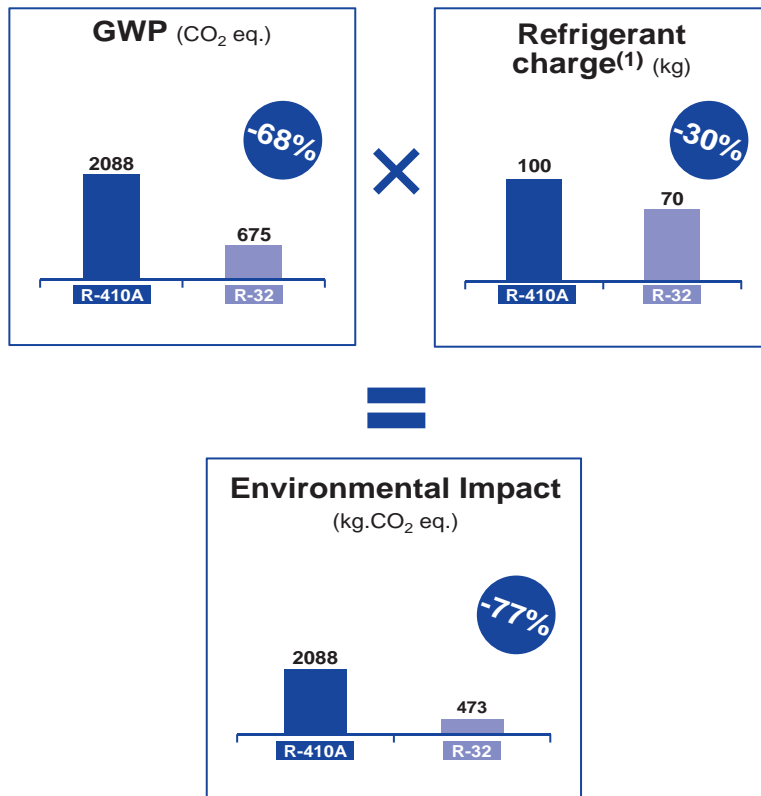 GWP (CO₂ eq.)
-68%
2088
675
R-410A
R-32
×
Refrigerant
charge(1) (kg)
-30%
100
70
R-410A
R-32
=
Environmental Impact
(kg.CO₂ eq.)
-77%
2088
473
R-410A
R-32